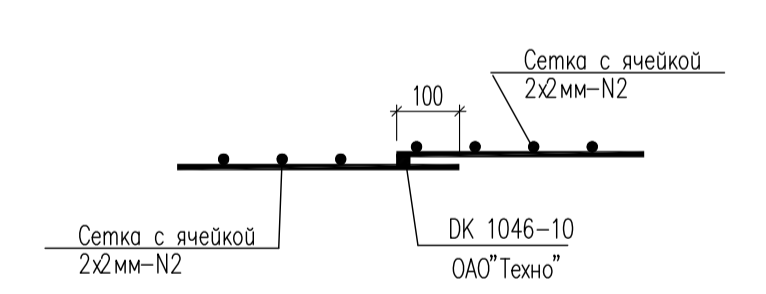 Сетка с ячейкой
2х2мм-N2
100
Сетка с ячейкой
2х2мм-N2
DK 1046-10
ОАО"Техно"